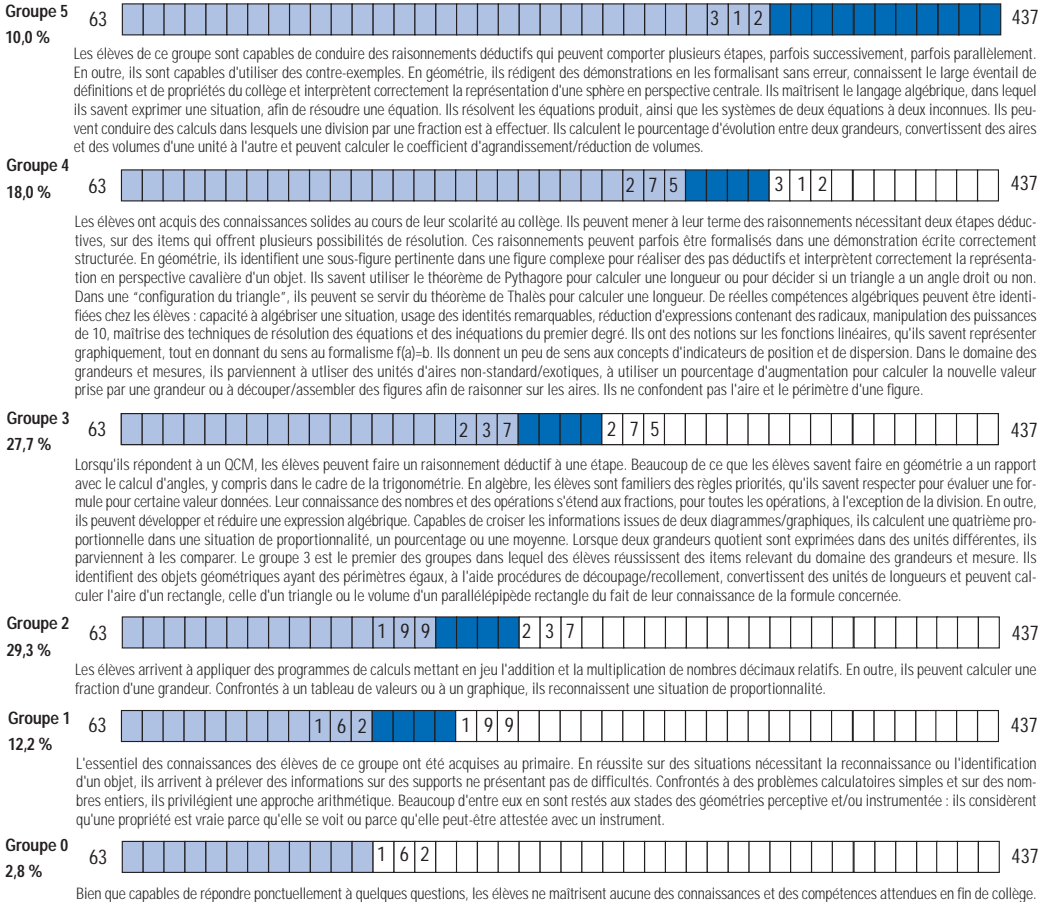 Groupe 5
10,0 %
63 3 1 2 437
Les élèves de ce groupe sont capables de conduire des raisonnements déductifs qui peuvent comporter plusieurs étapes, parfois successivement, parfois parallèlement.
En outre, ils sont capables d'utiliser des contre-exemples. En géométrie, ils rédigent des démonstrations en les formalisant sans erreur, connaissent le large éventail de
définitions et de propriétés du collège et interprètent correctement la représentation d'une sphère en perspective centrale. Ils maîtrisent le langage algébrique, dans lequel
ils savent exprimer une situation, afin de résoudre une équation. Ils résolvent les équations produit, ainsi que les systèmes de deux équations à deux inconnues. Ils peu-
vent conduire des calculs dans lesquels une division par une fraction est à effectuer. Ils calculent le pourcentage d'évolution entre deux grandeurs, convertissent des aires
et des volumes d'une unité à l'autre et peuvent calculer le coefficient d'agrandissement/réduction de volumes.
Groupe 4
18,0 %
63 2 7 5 3 1 2 437
Les élèves ont acquis des connaissances solides au cours de leur scolarité au collège. Ils peuvent mener à leur terme des raisonnements nécessitant deux étapes déduc-
tives, sur des items qui offrent plusieurs possibilités de résolution. Ces raisonnements peuvent parfois être formalisés dans une démonstration écrite correctement
structurée. En géométrie, ils identifient une sous-figure pertinente dans une figure complexe pour réaliser des pas déductifs et interprètent correctement la représenta-
tion en perspective cavalière d'un objet. Ils savent utiliser le théorème de Pythagore pour calculer une longueur ou pour décider si un triangle a un angle droit ou non.
Dans une "configuration du triangle", ils peuvent se servir du théorème de Thalès pour calculer une longueur. De réelles compétences algébriques peuvent être identi-
fiées chez les élèves : capacité à algébriser une situation, usage des identités remarquables, réduction d'expressions contenant des radicaux, manipulation des puissances
de 10, maîtrise des techniques de résolution des équations et des inéquations du premier degré. Ils ont des notions sur les fonctions linéaires, qu'ils savent représenter
graphiquement, tout en donnant du sens au formalisme f(a)=b. Ils donnent un peu de sens aux concepts d'indicateurs de position et de dispersion. Dans le domaine des
grandeurs et mesures, ils parviennent à utliser des unités d'aires non-standard/exotiques, à utiliser un pourcentage d'augmentation pour calculer la nouvelle valeur
prise par une grandeur ou à découper/assembler des figures afin de raisonner sur les aires. Ils ne confondent pas l'aire et le périmètre d'une figure.
Groupe 3
27,7 %
63 2 3 7 2 7 5 437
Lorsqu'ils répondent à un QCM, les élèves peuvent faire un raisonnement déductif à une étape. Beaucoup de ce que les élèves savent faire en géométrie a un rapport
avec le calcul d'angles, y compris dans le cadre de la trigonométrie. En algèbre, les élèves sont familiers des règles priorités, qu'ils savent respecter pour évaluer une for-
mule pour certaine valeur données. Leur connaissance des nombres et des opérations s'étend aux fractions, pour toutes les opérations, à l'exception de la division. En outre,
ils peuvent développer et réduire une expression algébrique. Capables de croiser les informations issues de deux diagrammes/graphiques, ils calculent une quatrième pro-
portionnelle dans une situation de proportionnalité, un pourcentage ou une moyenne. Lorsque deux grandeurs quotient sont exprimées dans des unités différentes, ils
parviennent à les comparer. Le groupe 3 est le premier des groupes dans lequel des élèves réussissent des items relevant du domaine des grandeurs et mesure. Ils
identifient des objets géométriques ayant des périmètres égaux, à l'aide procédures de découpage/recollement, convertissent des unités de longueurs et peuvent cal-
culer l'aire d'un rectangle, celle d'un triangle ou le volume d'un parallélépipède rectangle du fait de leur connaissance de la formule concernée.
Groupe 2
29,3 %
63 1 9 9 2 3 7 437
Les élèves arrivent à appliquer des programmes de calculs mettant en jeu l'addition et la multiplication de nombres décimaux relatifs. En outre, ils peuvent calculer une
fraction d'une grandeur. Confrontés à un tableau de valeurs ou à un graphique, ils reconnaissent une situation de proportionnalité.
Groupe 1
12,2 %
63 1 6 2 1 9 9 437
L'essentiel des connaissances des élèves de ce groupe ont été acquises au primaire. En réussite sur des situations nécessitant la reconnaissance ou l'identification
d'un objet, ils arrivent à prélever des informations sur des supports ne présentant pas de difficultés. Confrontés à des problèmes calculatoires simples et sur des nom-
bres entiers, ils privilégient une approche arithmétique. Beaucoup d'entre eux en sont restés aux stades des géométries perceptive et/ou instrumentée : ils considèrent
qu'une propriété est vraie parce qu'elle se voit ou parce qu'elle peut-être attestée avec un instrument.
Groupe 0
2,8 %
63 1 6 2 437
Bien que capables de répondre ponctuellement à quelques questions, les élèves ne maîtrisent aucune des connaissances et des compétences attendues en fin de collège.